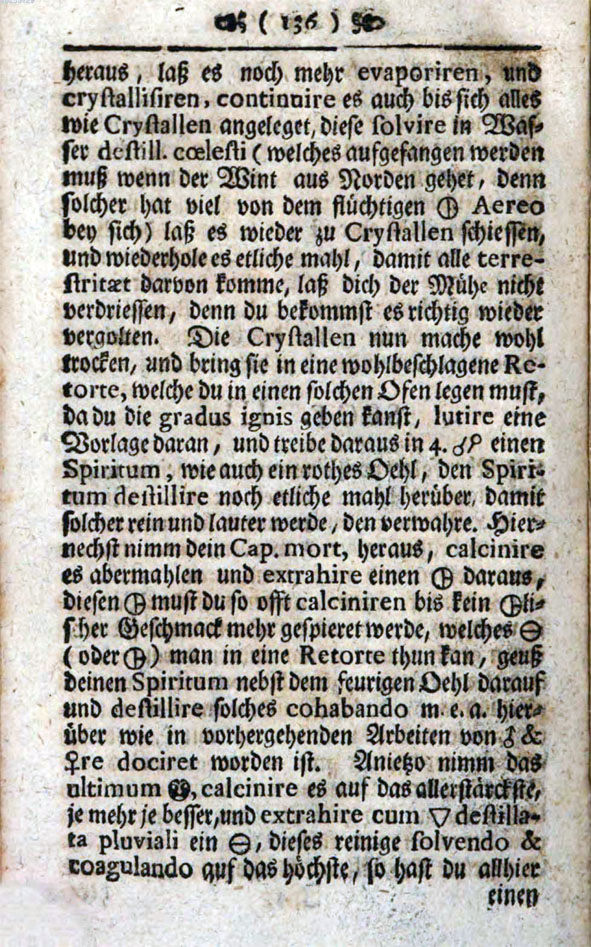 ( 136 )
heraus, laß es noch mehr evaporiren, und
crystallisiren, continuire es auch bis sich alles
wie Crystallen angeleget, diese solvire in Was-
ser destill. cœlesti ( welches aufgefangen werden
muß wenn der Wint aus Norden gehet, denn
solcher hat viel von dem flüchtigen 🜕 Aereo
bey sich) laß es wieder zu Crystallen schiessen,
und wiederhole es etliche mahl, damit alle terre-
stritæt darvon komme, laß dich der Mühe nicht
verdriessen, denn du bekommst es richtig wieder
vergolten. Die Crystallen nun mache wohl
trocken, und bring sie in eine wohlbeschlagene Re-
torte, welche du in einen solchen Ofen legen must,
da du die gradus ignis geben kanst, lutire eine
Vorlage daran, und treibe daraus in 4. einen
Spiritum, wie auch ein rothes Oehl, den Spiri-
tum destillire noch etliche mahl herüber, damit
solcher rein und lauter werde, den verwahre. Hier-
nechst nimm dein Cap. mort, heraus, calcinire
es abermahlen und extrahire einen 🜕 daraus,
diesen 🜕 must du so offt calciniren bis kein 🜕li-
scher Geschmack mehr gespieret werde, welches 🜔
( oder 🜕 ) man in eine Retorte thun kan, geuß
deinen Spiritum nebst dem feurigen Oehl darauf
und destillire solches cohabando m. e. a. hier-
über wie in vorhergehenden Arbeiten von ♁ &
♀re dociret worden ist. Anietzo nimm das
ultimum calcinire es auf das allerstärckste,
je mehr je besser, und extrahire cum 🜄 destilla-
ta pluviali ein 🜔, dieses reinige solvendo &
coagulando auf das höchste, so hast du allhier
einen